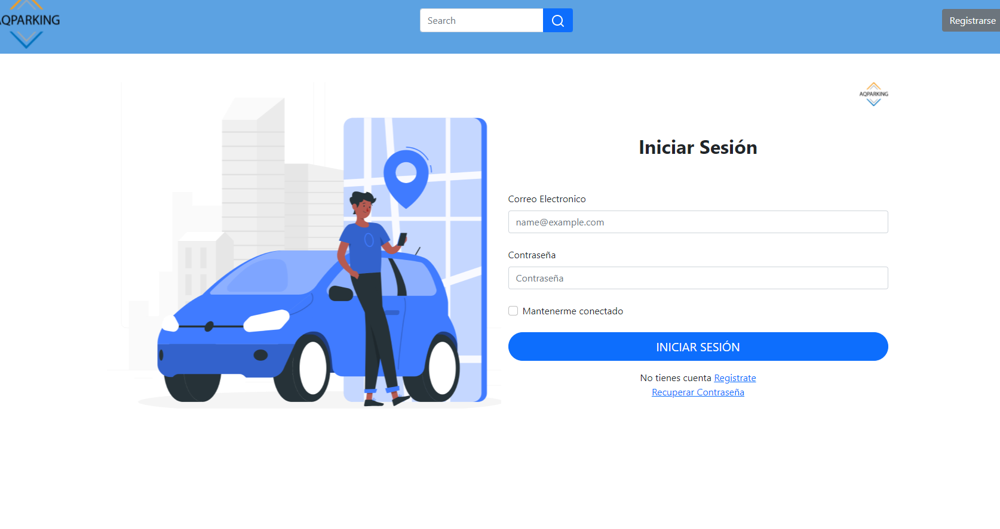 AQPARKING
Search
Registrarse
AQPARKING
Iniciar Sesión
Correo Electronico
name@example.com
Contraseña
Contraseña
Mantenerme conectado
INICIAR SESIÓN
No tienes cuenta Registrate
Recuperar Contraseña